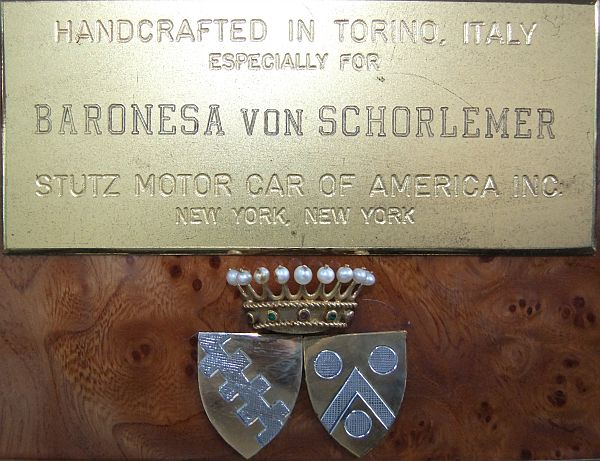 HANDCRAFTED IN TORINO, ITALY
ESPECIALLY FOR
BARONESA VON SCHORLEMER
STUTZ MOTOR CAR OF AMERICA INC.
NEW YORK, NEW YORK